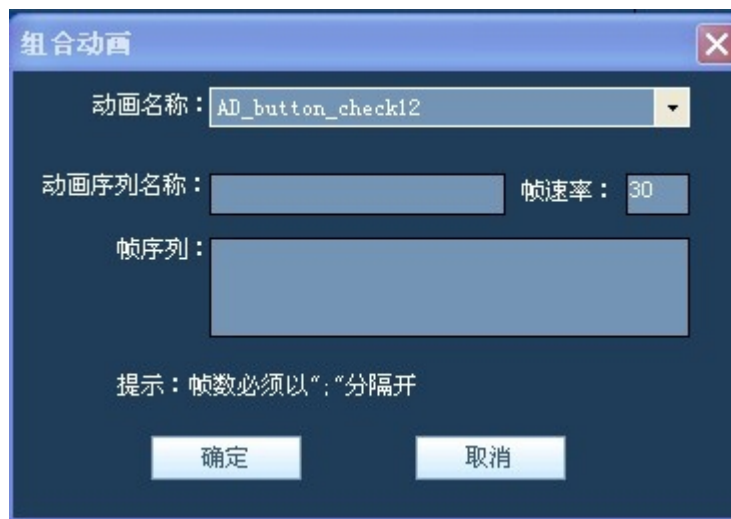 组合动画
动画名称：AD_button_check12
动画序列名称： 帧速率： 30
帧序列：
提示：帧数必须以“;“分隔开
确定 取消